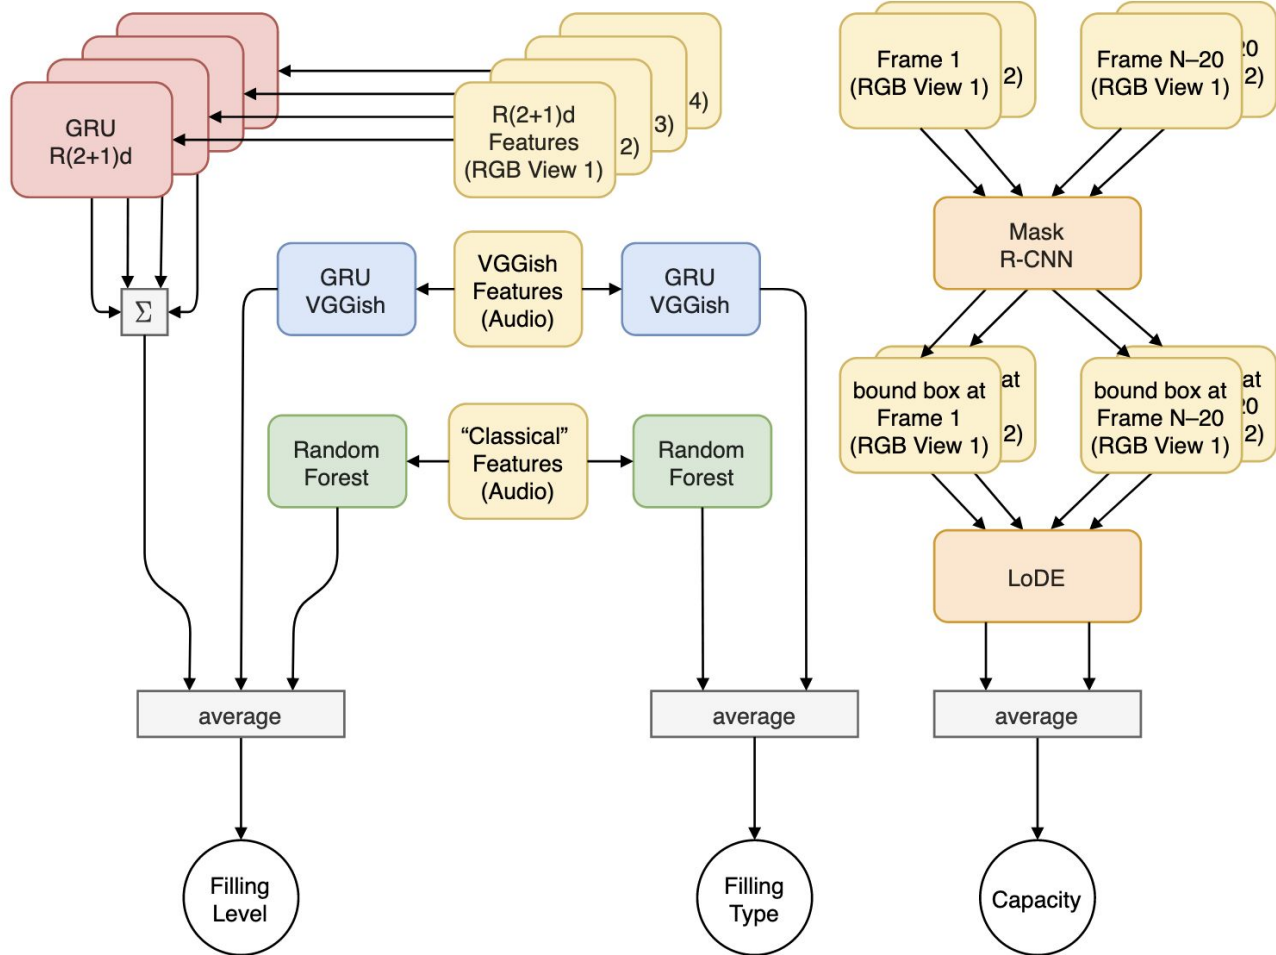 GRU
R(2+1)d
R(2+1)d
Features
(RGB View 1)
2)
3)
4)
Frame 1
(RGB View 1)
2)
Frame N–20
(RGB View 1)
20
2)
Mask
R-CNN
GRU
VGGish
VGGish
Features
(Audio)
GRU
VGGish
Σ
bound box at
Frame 1
(RGB View 1)
at
2)
bound box at
Frame N–20
(RGB View 1)
at
20
2)
Random
Forest
“Classical”
Features
(Audio)
Random
Forest
LoDE
average
average
average
Filling
Level
Filling
Type
Capacity